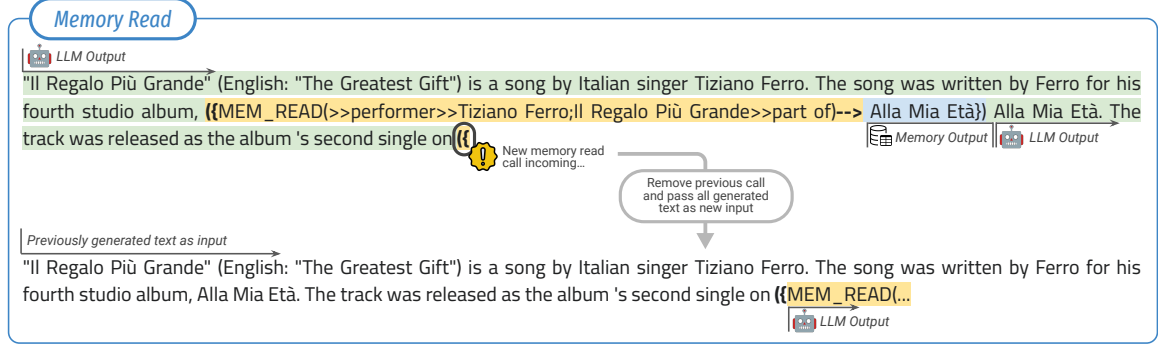 Memory Read
LLM Output
"Il Regalo Più Grande" (English: "The Greatest Gift") is a song by Italian singer Tiziano Ferro. The song was written by Ferro for his
fourth studio album, ({MEM_READ(>>performer>>Tiziano Ferro;Il Regalo Più Grande>>part of)--> Alla Mia Età}) Alla Mia Età. The
track was released as the album 's second single on ({
Memory Output
LLM Output
New memory read
call incoming...
Remove previous call
and pass all generated
text as new input
Previously generated text as input
"Il Regalo Più Grande" (English: "The Greatest Gift") is a song by Italian singer Tiziano Ferro. The song was written by Ferro for his
fourth studio album, Alla Mia Età. The track was released as the album 's second single on ({MEM_READ(...
LLM Output